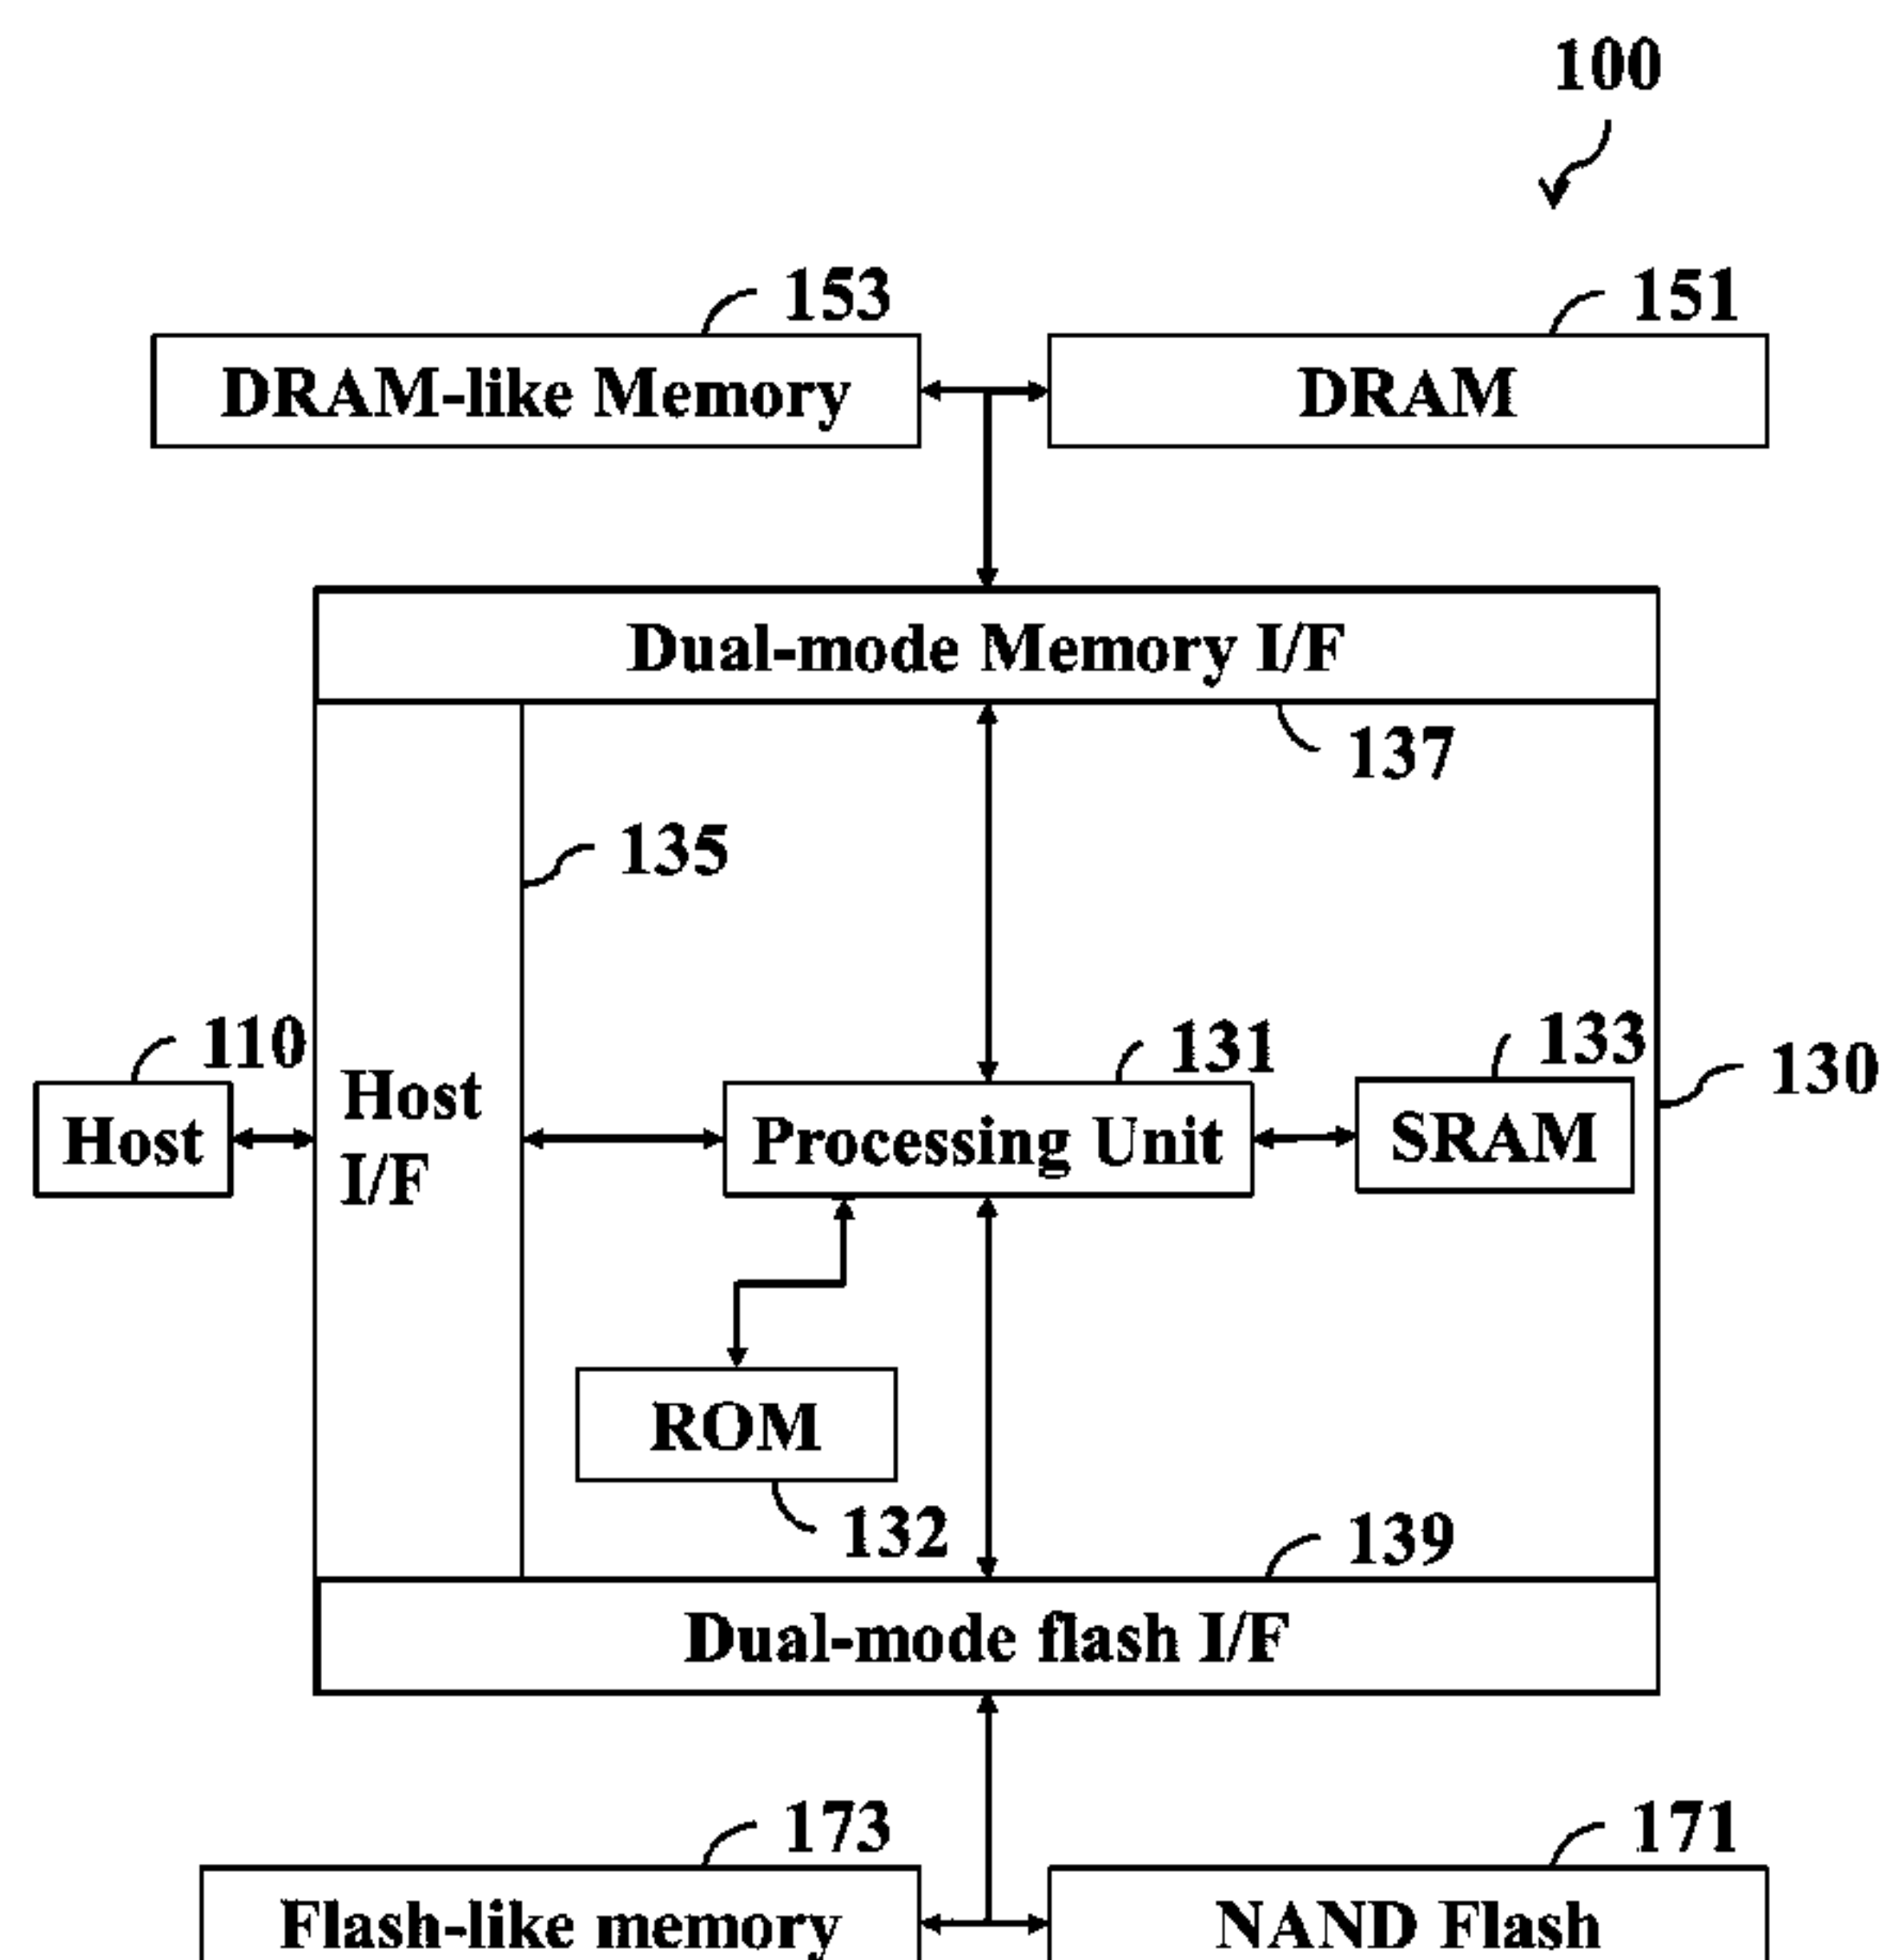 100
153
151
DRAM-like Memory
DRAM
Dual-mode Memory I/F
137
135
110
131
133
130
Host
Host
I/F
Processing Unit
SRAM
ROM
132
139
Dual-mode flash I/F
173
171
Flash-like memory
NAND Flash